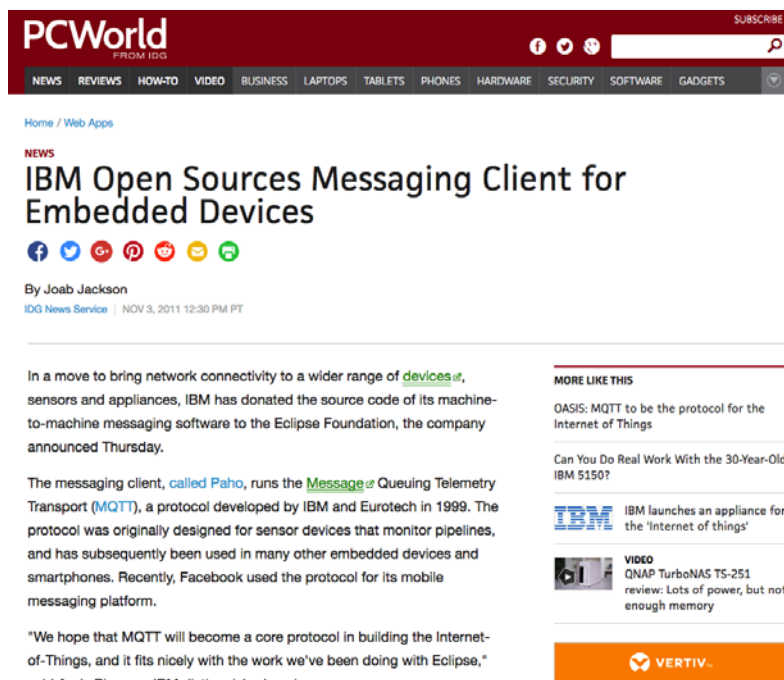 SUBSCRIBE
PCWorld
FROM IDG
NEWS REVIEWS HOW-TO VIDEO BUSINESS LAPTOPS TABLETS PHONES HARDWARE SECURITY SOFTWARE GADGETS
Home / Web Apps
NEWS
IBM Open Sources Messaging Client for
Embedded Devices
By Joab Jackson
IDG News Service | NOV 3, 2011 12:30 PM PT
In a move to bring network connectivity to a wider range of devices,
sensors and appliances, IBM has donated the source code of its machine-
to-machine messaging software to the Eclipse Foundation, the company
announced Thursday.
The messaging client, called Paho, runs the Message Queuing Telemetry
Transport (MQTT), a protocol developed by IBM and Eurotech in 1999. The
protocol was originally designed for sensor devices that monitor pipelines,
and has subsequently been used in many other embedded devices and
smartphones. Recently, Facebook used the protocol for its mobile
messaging platform.
"We hope that MQTT will become a core protocol in building the Internet-
of-Things, and it fits nicely with the work we've been doing with Eclipse,"
MORE LIKE THIS
OASIS: MQTT to be the protocol for the
Internet of Things
Can You Do Real Work With the 30-Year-Old
IBM 5150?
IBM
IBM launches an appliance for
the 'Internet of things'
VIDEO
QNAP TurboNAS TS-251
review: Lots of power, but not
enough memory
VERTIV